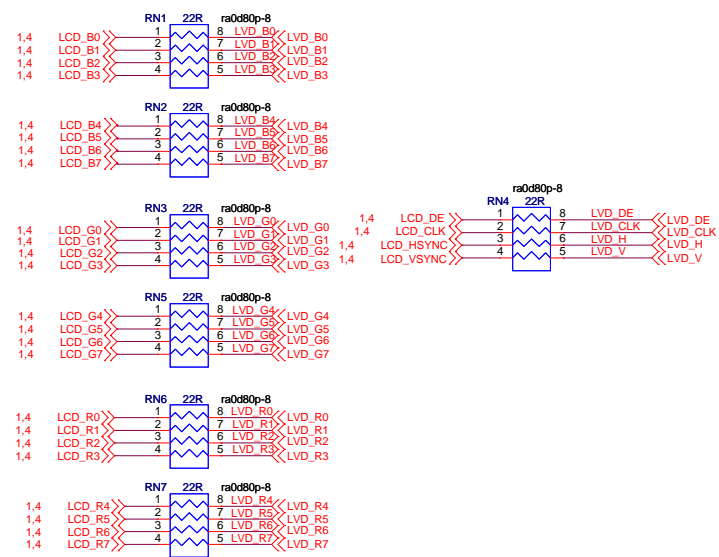 RN1 22R ra0d80p-8
1,4 LCD_B0 1 8 LVD_B0 LVD_B0
1,4 LCD_B1 2 7 LVD_B1 LVD_B1
1,4 LCD_B2 3 6 LVD_B2 LVD_B2
1,4 LCD_B3 4 5 LVD_B3 LVD_B3
RN2 22R ra0d80p-8
1,4 LCD_B4 1 8 LVD_B4 LVD_B4
1,4 LCD_B5 2 7 LVD_B5 LVD_B5
1,4 LCD_B6 3 6 LVD_B6 LVD_B6
1,4 LCD_B7 4 5 LVD_B7 LVD_B7
RN3 22R ra0d80p-8
1,4 LCD_G0 1 8 LVD_G0 LVD_G0
1,4 LCD_G1 2 7 LVD_G1 LVD_G1
1,4 LCD_G2 3 6 LVD_G2 LVD_G2
1,4 LCD_G3 4 5 LVD_G3 LVD_G3
ra0d80p-8
RN4 22R
1,4 LCD_DE 1 8 LVD_DE LVD_DE
1,4 LCD_CLK 2 7 LVD_CLK LVD_CLK
1,4 LCD_HSYNC 3 6 LVD_H LVD_H
1,4 LCD_VSYNC 4 5 LVD_V LVD_V
RN5 22R ra0d80p-8
1,4 LCD_G4 1 8 LVD_G4 LVD_G4
1,4 LCD_G5 2 7 LVD_G5 LVD_G5
1,4 LCD_G6 3 6 LVD_G6 LVD_G6
1,4 LCD_G7 4 5 LVD_G7 LVD_G7
RN6 22R ra0d80p-8
1,4 LCD_R0 1 8 LVD_R0 LVD_R0
1,4 LCD_R1 2 7 LVD_R1 LVD_R1
1,4 LCD_R2 3 6 LVD_R2 LVD_R2
1,4 LCD_R3 4 5 LVD_R3 LVD_R3
RN7 22R ra0d80p-8
1,4 LCD_R4 1 8 LVD_R4 LVD_R4
1,4 LCD_R5 2 7 LVD_R5 LVD_R5
1,4 LCD_R6 3 6 LVD_R6 LVD_R6
1,4 LCD_R7 4 5 LVD_R7 LVD_R7